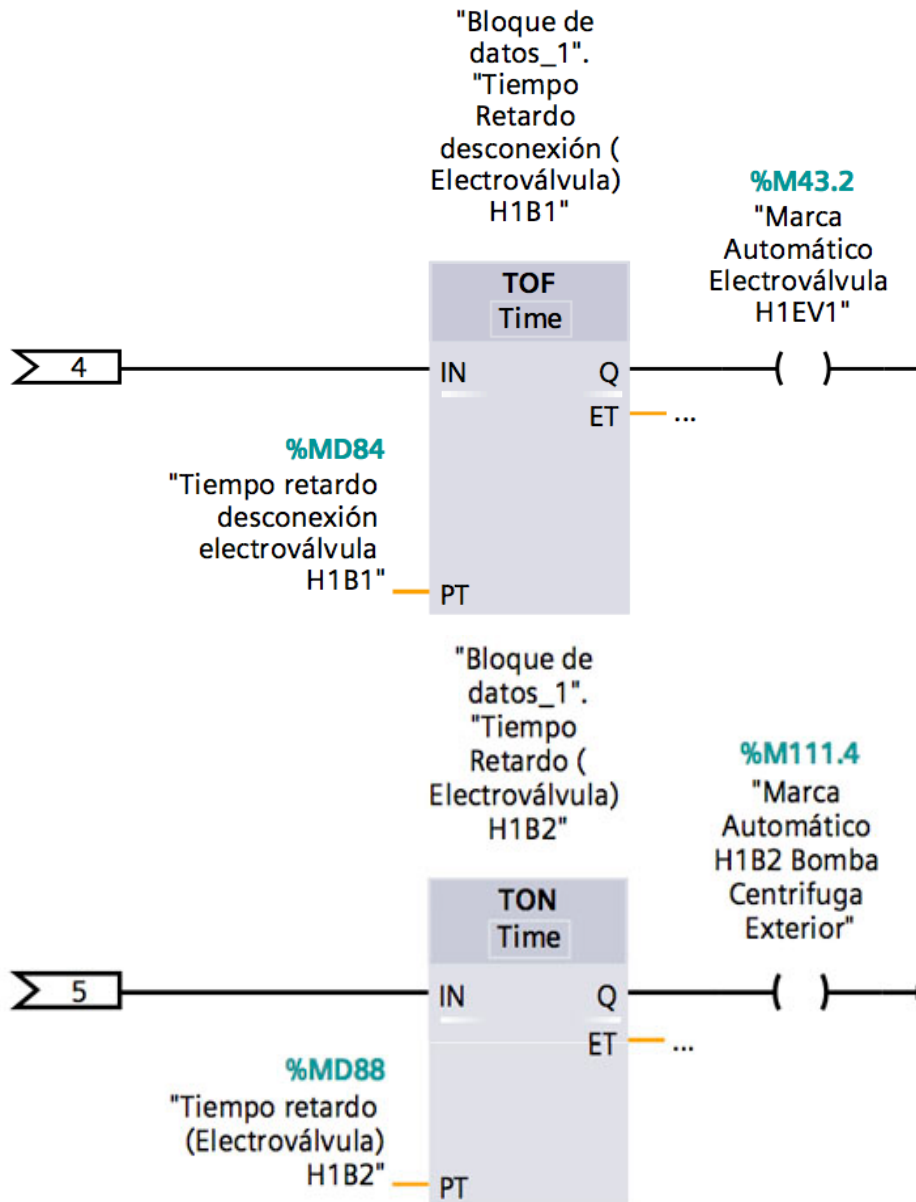 "Bloque de
datos_1".
"Tiempo
Retardo
desconexión (
Electroválvula)
H1B1"
%M43.2
"Marca
Automático
Electroválvula
H1EV1"
TOF
Time
4
IN
Q
ET
...
%MD84
"Tiempo retardo
desconexión
electroválvula
H1B1"
PT
"Bloque de
datos_1".
"Tiempo
Retardo (
Electroválvula)
H1B2"
%M111.4
"Marca
Automático
H1B2 Bomba
Centrifuga
Exterior"
TON
Time
5
IN
Q
ET
...
%MD88
"Tiempo retardo
(Electroválvula)
H1B2"
PT